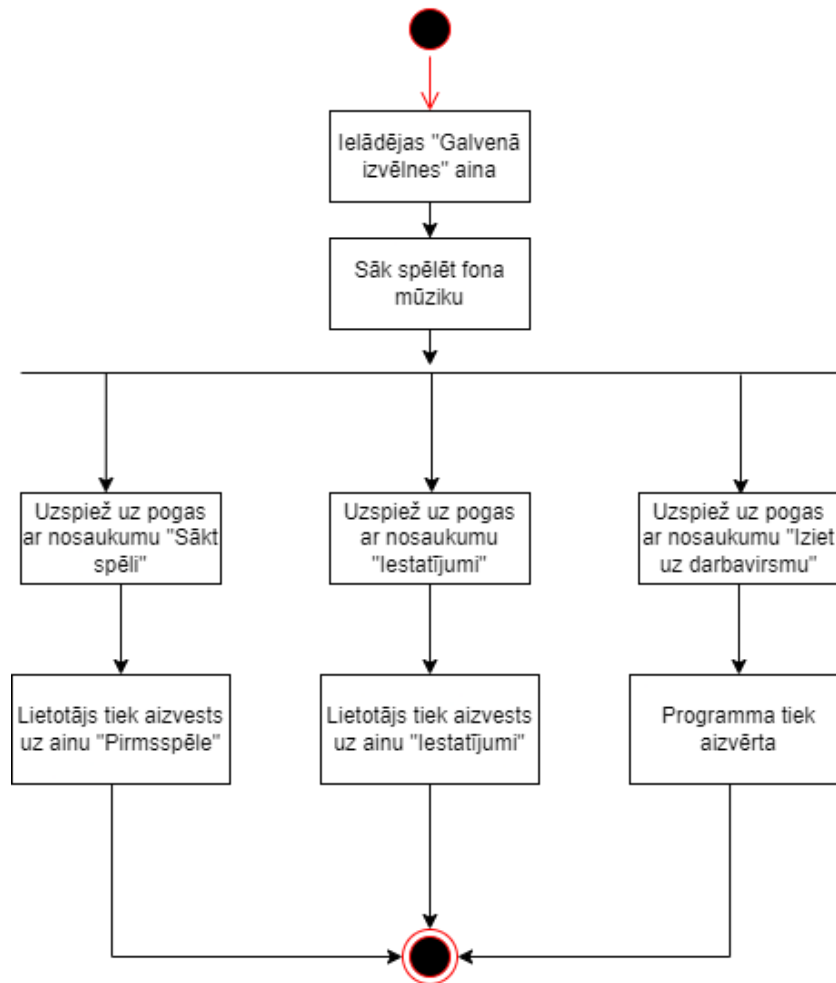 Ielādējas "Galvenā
izvēlnes" aina
Sāk spēlēt fona
mūziku
Uzspiež uz pogas
ar nosaukumu "Sākt
spēli"
Uzspiež uz pogas
ar nosaukumu
"Iestatījumi"
Uzspiež uz pogas
ar nosaukumu "Iziet
uz darbavirsmu"
Lietotājs tiek aizvests
uz ainu "Pirmsspēle"
Lietotājs tiek aizvests
uz ainu "Iestatījumi"
Programma tiek
aizvērta